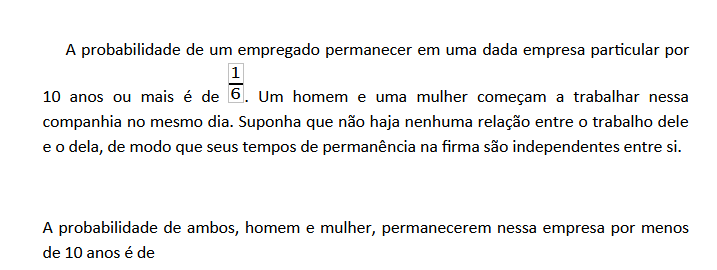 A probabilidade de um empregado permanecer em uma dada empresa particular por
10 anos ou mais é de 1/6. Um homem e uma mulher começam a trabalhar nessa
companhia no mesmo dia. Suponha que não haja nenhuma relação entre o trabalho dele
e o dela, de modo que seus tempos de permanência na firma são independentes entre si.
A probabilidade de ambos, homem e mulher, permanecerem nessa empresa por menos
de 10 anos é de